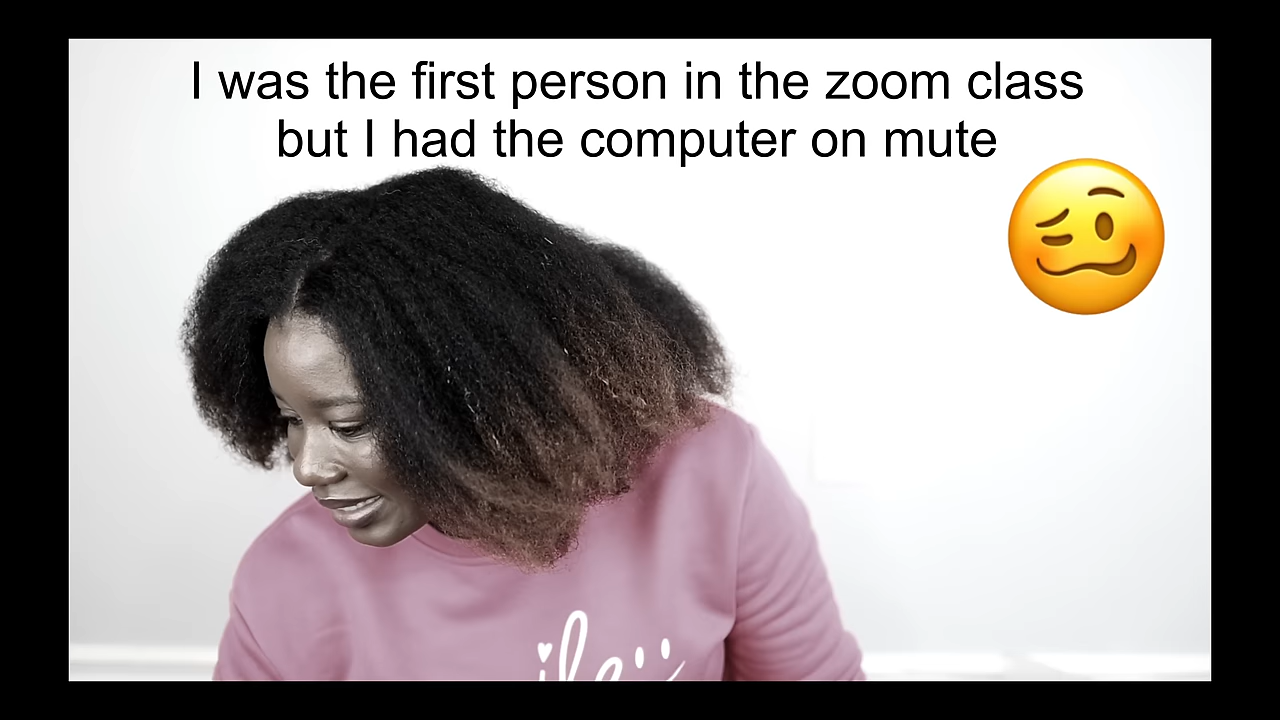 I was the first person in the zoom class
but I had the computer on mute